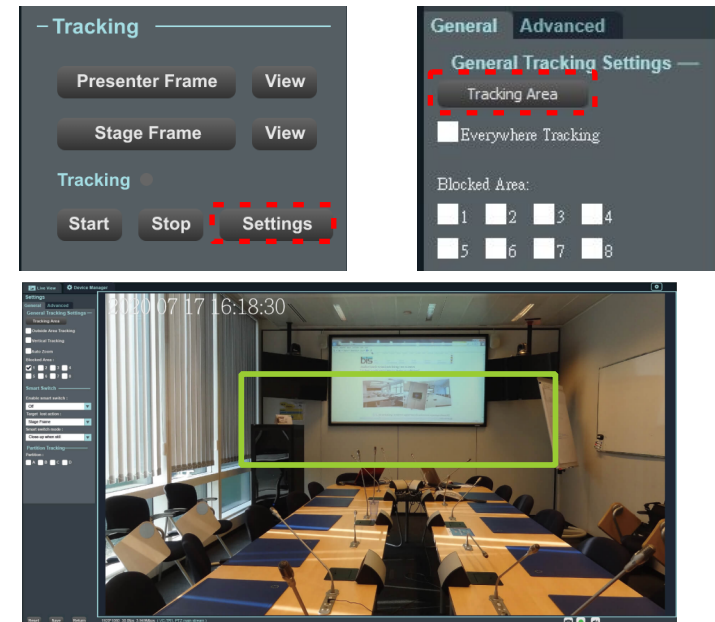 Tracking
Presenter Frame View
Stage Frame View
Tracking
Start Stop Settings
General Advanced
General Tracking Settings
Tracking Area
Everywhere Tracking
Blocked Area:
1 2 3 4
5 6 7 8
Live View Device Manager
Settings
General Advanced
General Tracking Settings
Tracking Area
Outside Area Tracking
Vertical Tracking
Auto Zoom
Blocked Area :
Smart Switch
Enable smart switch :
Off
Target lost action :
Stage Frame
Smart switch mode :
Close-up when still
Partition Tracking
Partition :
A B C D
2020 07 17 16:18:30